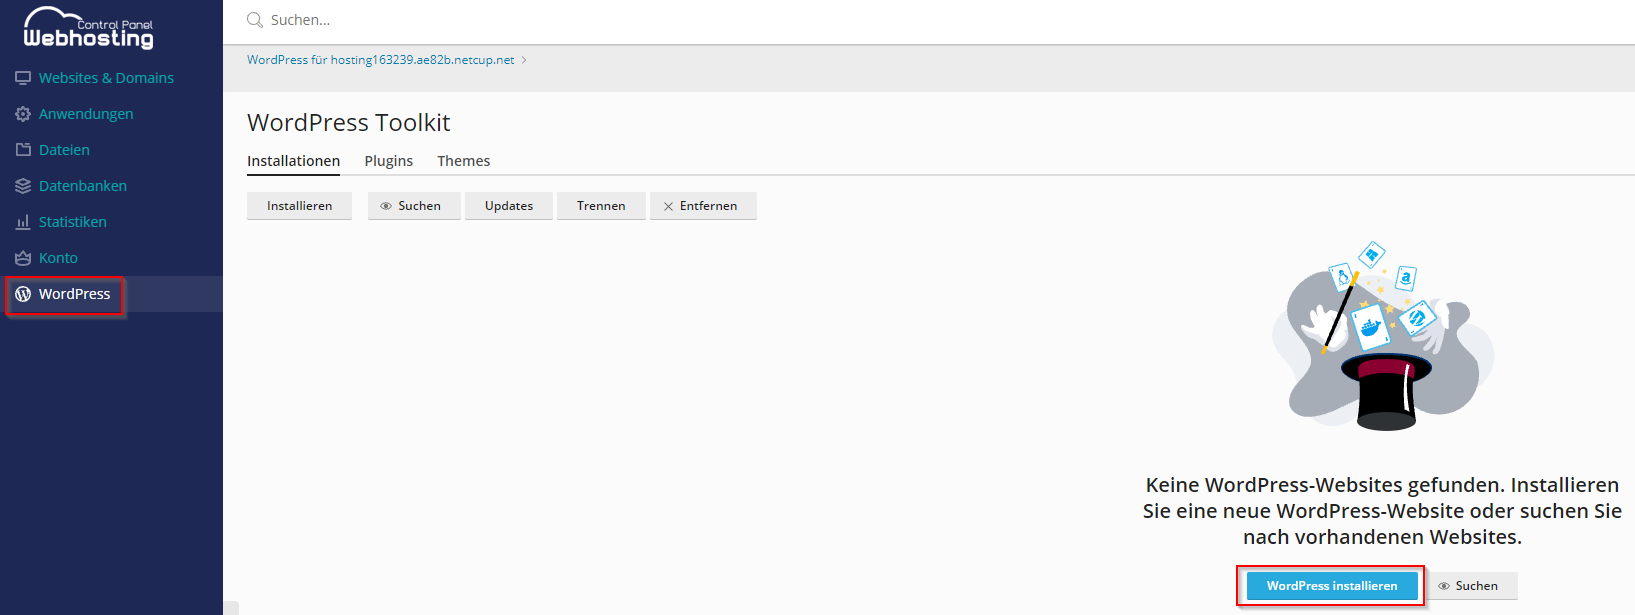 Control Panel
Webhosting
Suchen...
WordPress für hosting163239.ae82b.netcup.net
Websites & Domains
Anwendungen
Dateien
Datenbanken
Statistiken
Konto
WordPress
WordPress Toolkit
Installationen Plugins Themes
Installieren Suchen Updates Trennen Entfernen
a
Keine WordPress-Websites gefunden. Installieren
Sie eine neue WordPress-Website oder suchen Sie
nach vorhandenen Websites.
WordPress installieren Suchen